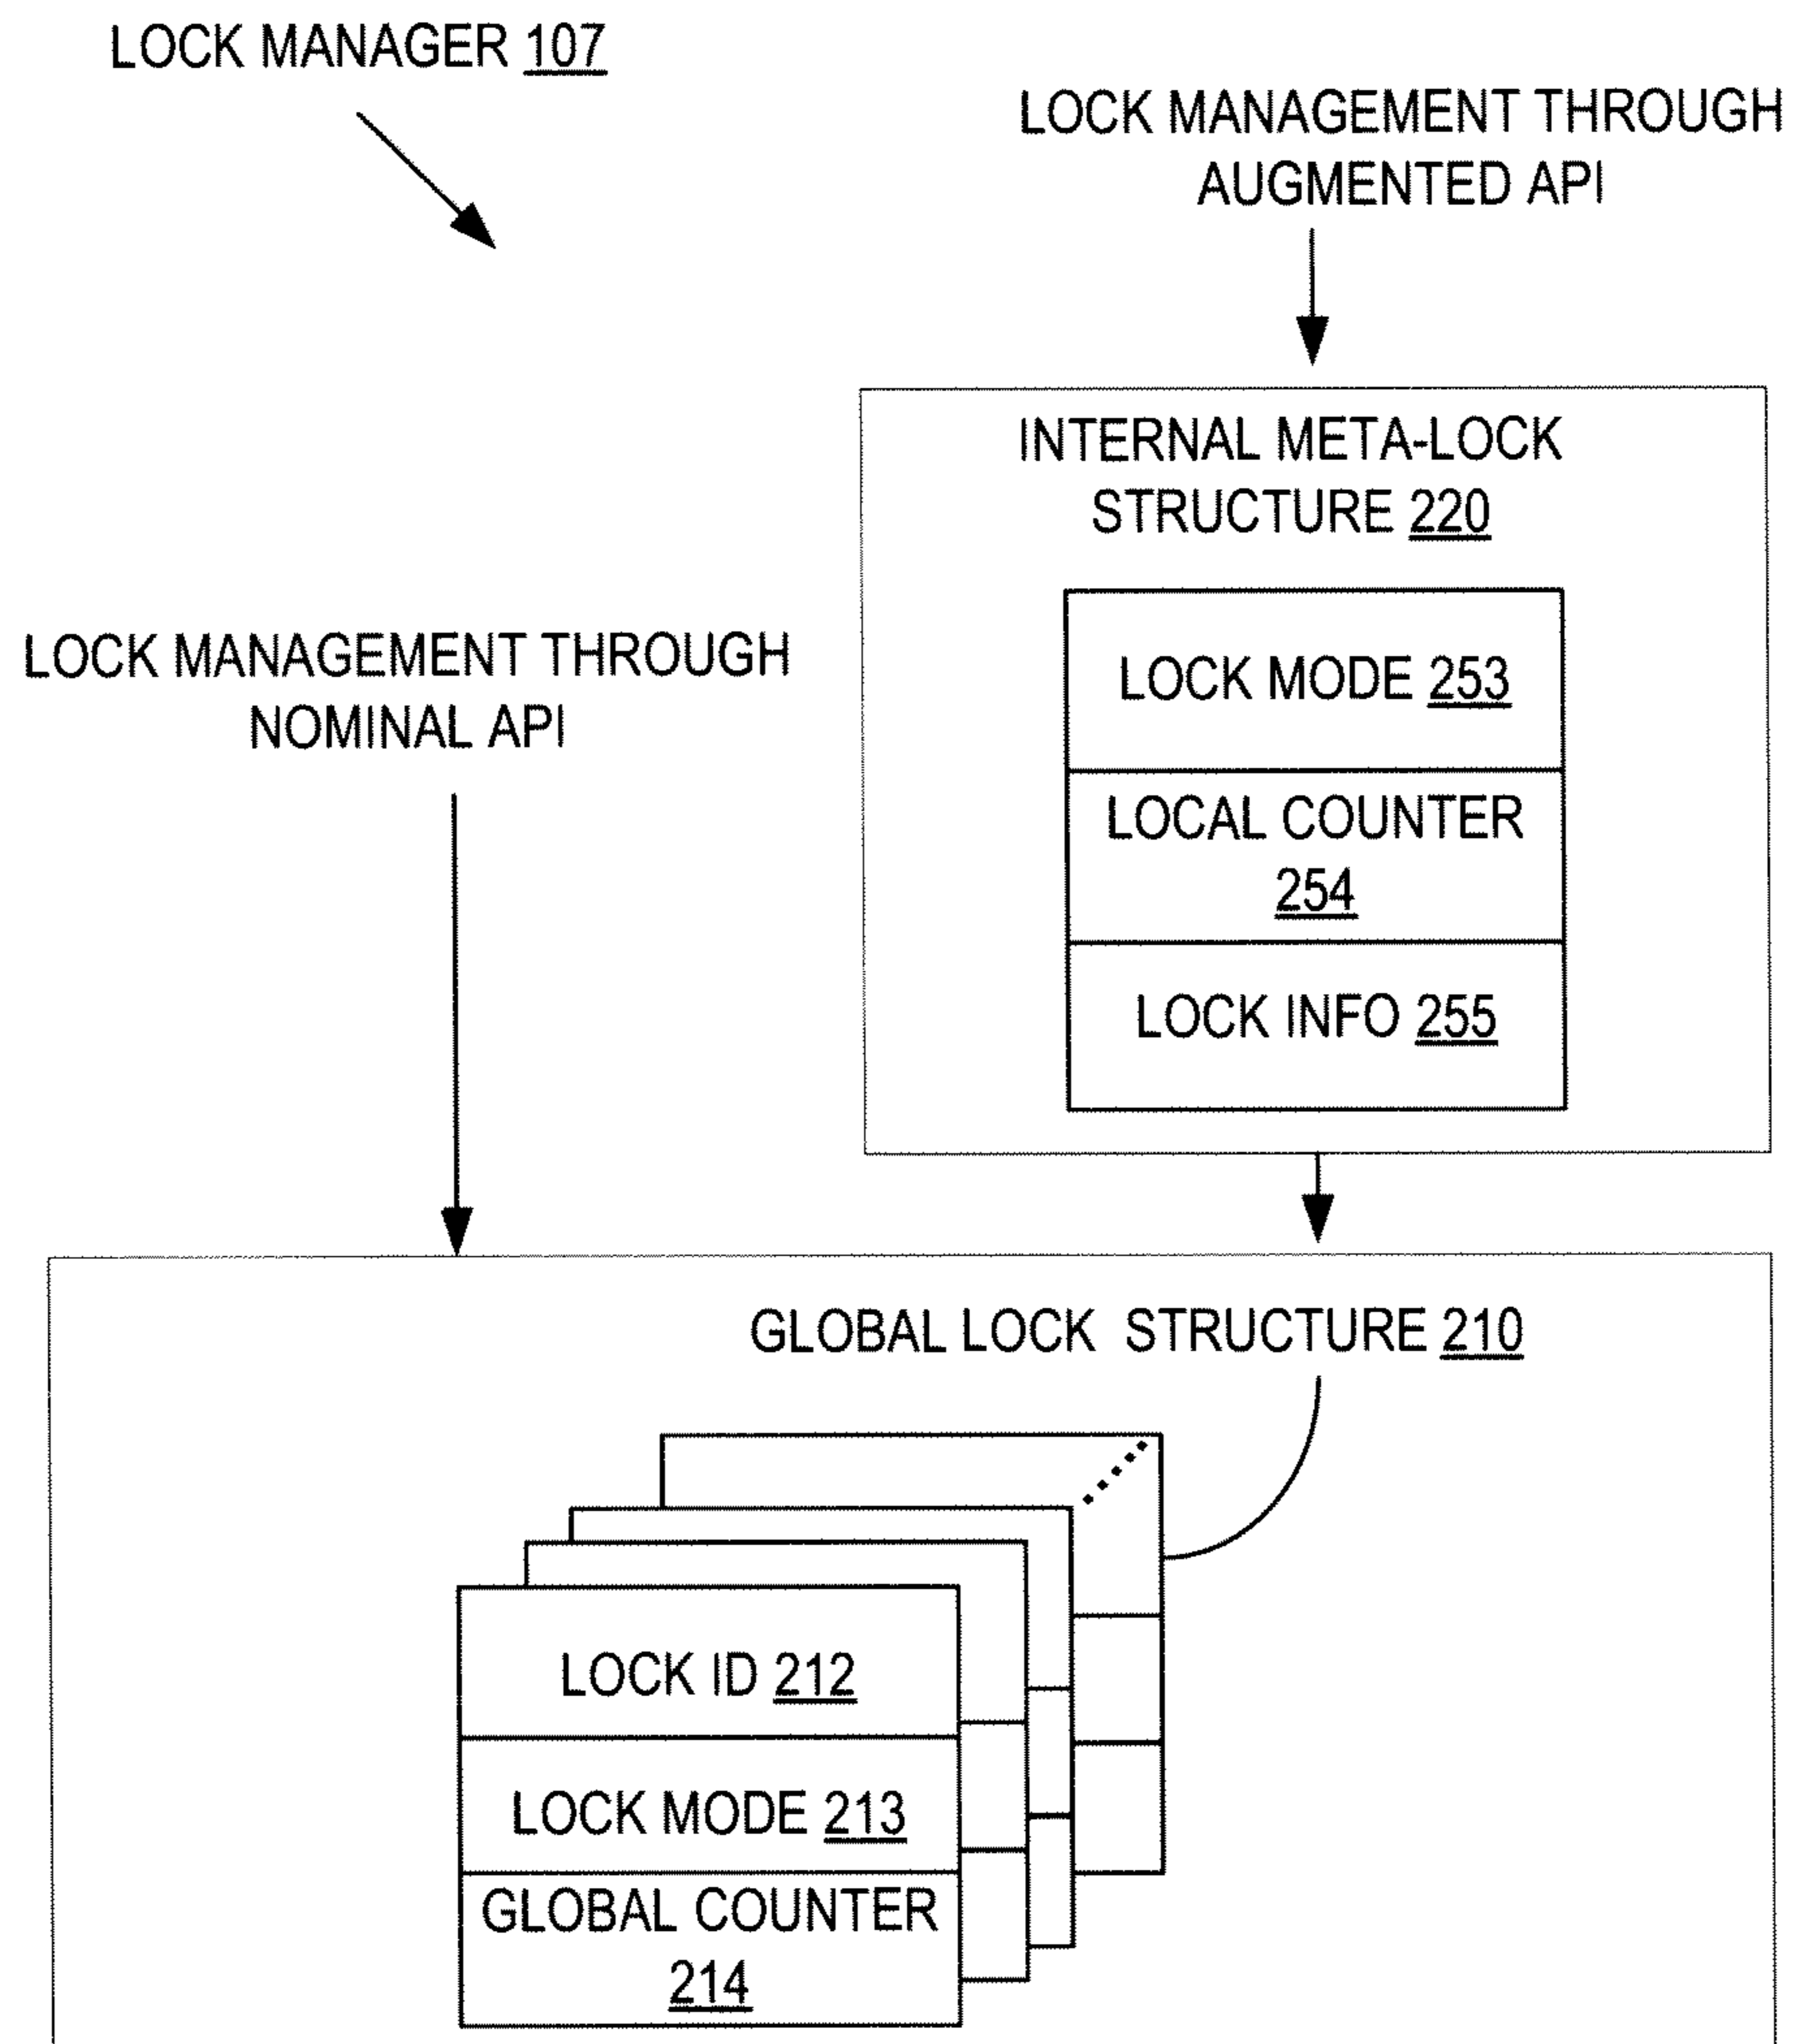 LOCK MANAGER 107
LOCK MANAGEMENT THROUGH
AUGMENTED API
INTERNAL META-LOCK
STRUCTURE 220
LOCK MODE 253
LOCAL COUNTER
254
LOCK INFO 255
LOCK MANAGEMENT THROUGH
NOMINAL API
GLOBAL LOCK STRUCTURE 210
LOCK ID 212
LOCK MODE 213
GLOBAL COUNTER
214